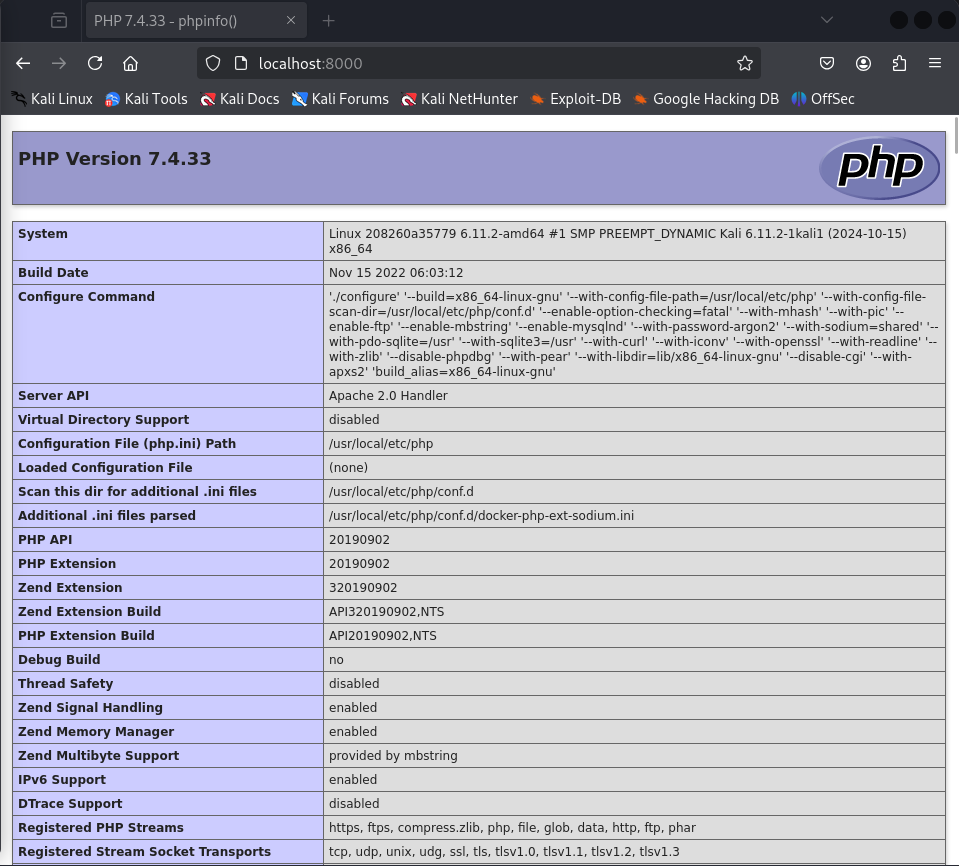 PHP 7.4.33 - phpinfo()
localhost:8000
Kali Linux Kali Tools Kali Docs Kali Forums Kali NetHunter Exploit-DB Google Hacking DB OffSec
PHP Version 7.4.33
php
System
Linux 208260a35779 6.11.2-amd64 #1 SMP PREEMPT_DYNAMIC Kali 6.11.2-1kali1 (2024-10-15)
x86_64
Build Date Nov 15 2022 06:03:12
Configure Command
'./configure' '--build=x86_64-linux-gnu' '--with-config-file-path=/usr/local/etc/php' '--with-config-file-
scan-dir=/usr/local/etc/php/conf.d' '--enable-option-checking=fatal' '--with-mhash' '--with-pic' '--
enable-ftp' '--enable-mbstring' '--enable-mysqlnd' '--with-password-argon2' '--with-sodium=shared' '--
with-pdo-sqlite=/usr' '--with-sqlite3=/usr' '--with-curl' '--with-iconv' '--with-openssl' '--with-readline' '--
with-zlib' '--disable-phpdbg' '--with-pear' '--with-libdir=lib/x86_64-linux-gnu' '--disable-cgi' '--with-
apxs2' 'build_alias=x86_64-linux-gnu'
Server API Apache 2.0 Handler
Virtual Directory Support disabled
Configuration File (php.ini) Path /usr/local/etc/php
Loaded Configuration File (none)
Scan this dir for additional .ini files /usr/local/etc/php/conf.d
Additional .ini files parsed /usr/local/etc/php/conf.d/docker-php-ext-sodium.ini
PHP API 20190902
PHP Extension 20190902
Zend Extension 320190902
Zend Extension Build API320190902,NTS
PHP Extension Build API20190902,NTS
Debug Build no
Thread Safety disabled
Zend Signal Handling enabled
Zend Memory Manager enabled
Zend Multibyte Support provided by mbstring
IPv6 Support enabled
DTrace Support disabled
Registered PHP Streams https, ftps, compress.zlib, php, file, glob, data, http, ftp, phar
Registered Stream Socket Transports tcp, udp, unix, udg, ssl, tls, tlsv1.0, tlsv1.1, tlsv1.2, tlsv1.3